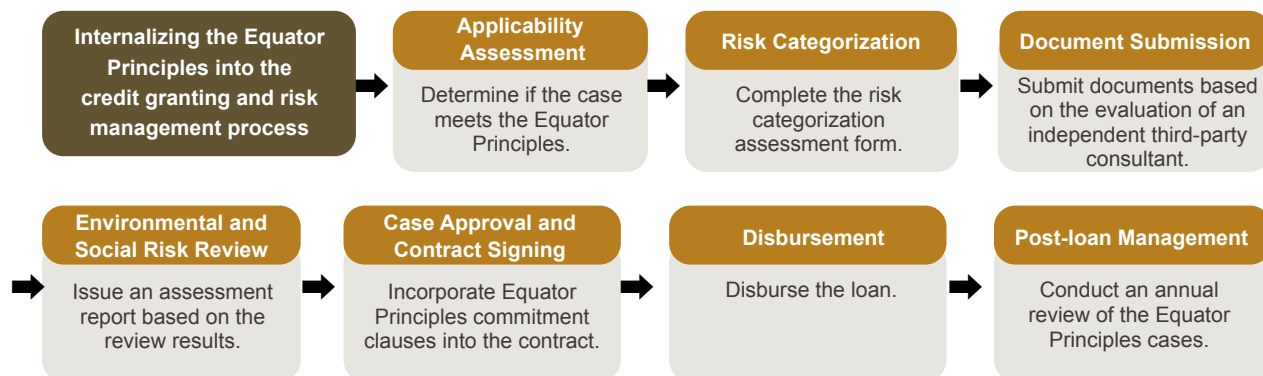 Internalizing the Equator
Principles into the
credit granting and risk
management process
Applicability
Assessment
Determine if the case
meets the Equator
Principles.
Risk Categorization
Complete the risk
categorization
assessment form.
Document Submission
Submit documents based
on the evaluation of an
independent third-party
consultant.
Environmental and
Social Risk Review
Issue an assessment
report based on the
review results.
Case Approval and
Contract Signing
Incorporate Equator
Principles commitment
clauses into the contract.
Disbursement
Disburse the loan.
Post-loan Management
Conduct an annual
review of the Equator
Principles cases.